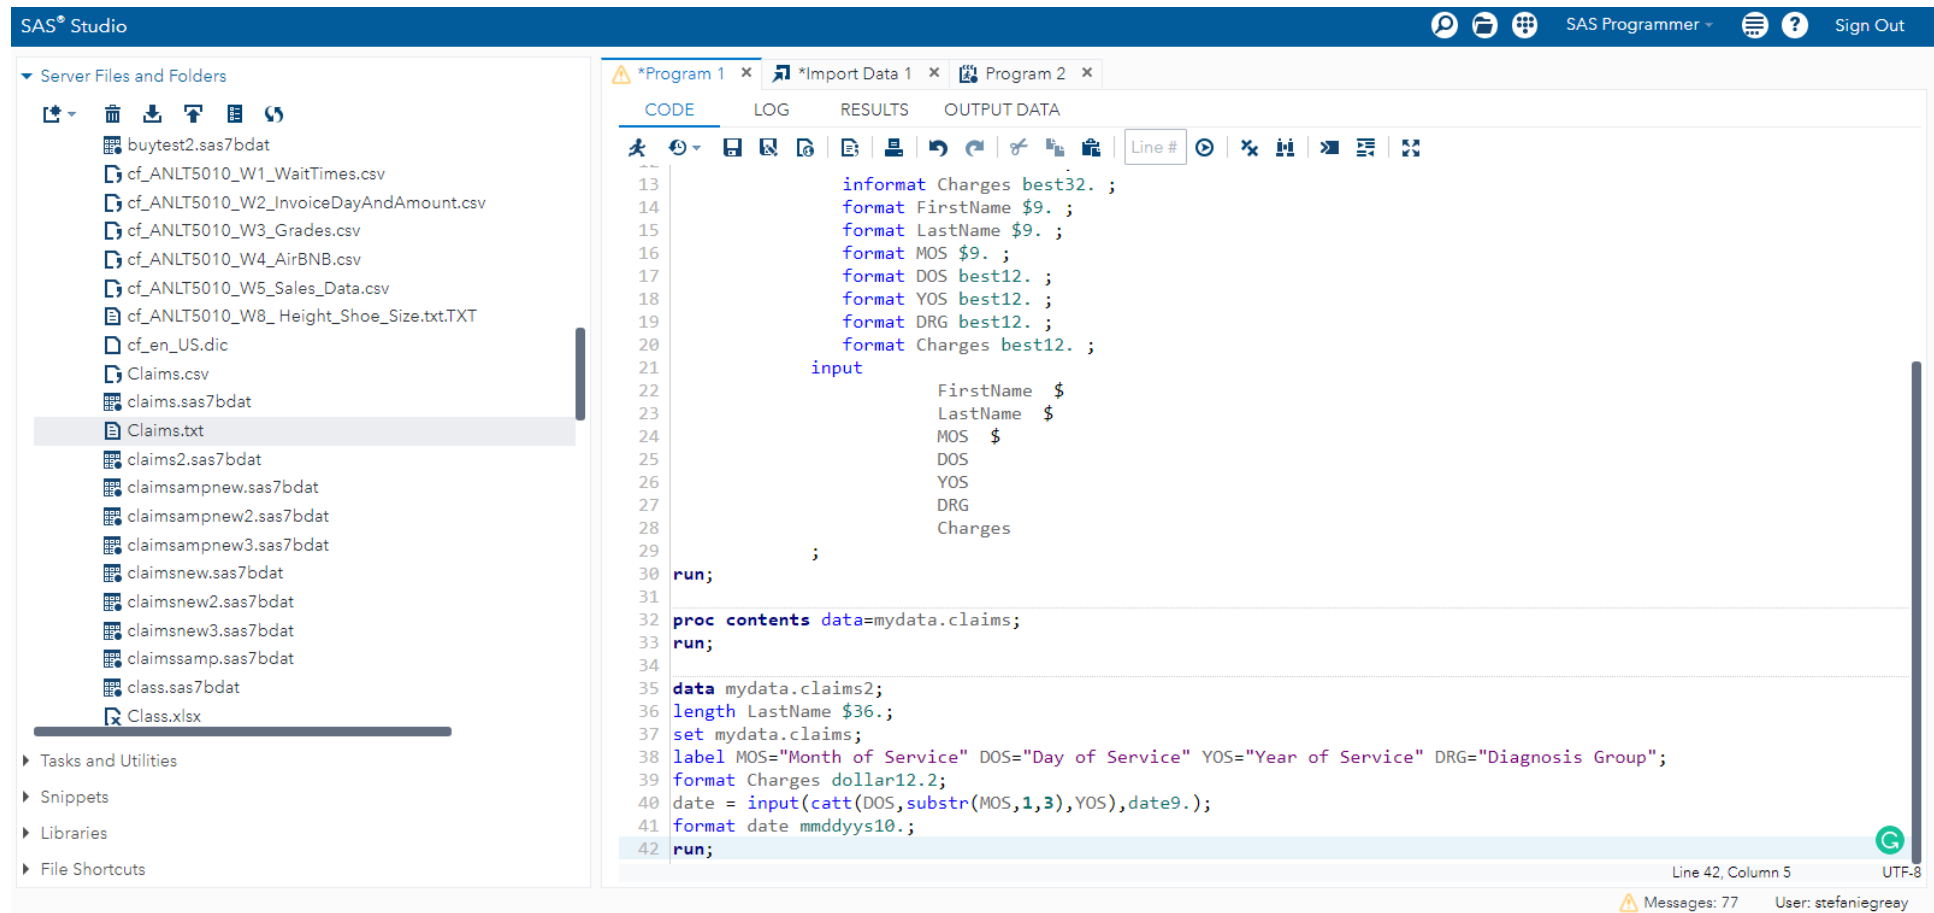 SAS® Studio
SAS Programmer
Sign Out
Server Files and Folders
buytest2.sas7bdat
cf_ANLT5010_W1_WaitTimes.csv
cf_ANLT5010_W2_InvoiceDayAndAmount.csv
cf_ANLT5010_W3_Grades.csv
cf_ANLT5010_W4_AirBNB.csv
cf_ANLT5010_W5_Sales_Data.csv
cf_ANLT5010_W8_ Height_Shoe_Size.txt.TXT
cf_en_US.dic
Claims.csv
claims.sas7bdat
Claims.txt
claims2.sas7bdat
claimsampnew.sas7bdat
claimsampnew2.sas7bdat
claimsampnew3.sas7bdat
claimsnew.sas7bdat
claimsnew2.sas7bdat
claimsnew3.sas7bdat
claimssamp.sas7bdat
class.sas7bdat
Class.xlsx
Tasks and Utilities
Snippets
Libraries
File Shortcuts
*Program 1 *Import Data 1 Program 2
CODE LOG RESULTS OUTPUT DATA
Line #
13 informat Charges best32. ;
14 format FirstName $9. ;
15 format LastName $9. ;
16 format MOS $9. ;
17 format DOS best12. ;
18 format YOS best12. ;
19 format DRG best12. ;
20 format Charges best12. ;
21 input
22 FirstName $
23 LastName $
24 MOS $
25 DOS
26 YOS
27 DRG
28 Charges
29 ;
30 run;
31
32 proc contents data=mydata.claims;
33 run;
34
35 data mydata.claims2;
36 length LastName $36.;
37 set mydata.claims;
38 label MOS="Month of Service" DOS="Day of Service" YOS="Year of Service" DRG="Diagnosis Group";
39 format Charges dollar12.2;
40 date = input(catt(DOS,substr(MOS,1,3),YOS),date9.);
41 format date mmddyys10.;
42 run;
Line 42, Column 5 UTF-8
Messages: 77 User: stefaniegreay